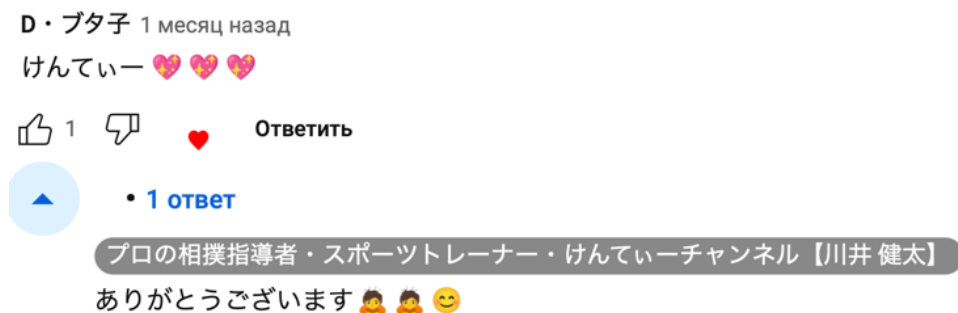 D・ブタ子 1 месяц назад
けんてぃー 💖 💖 💖
1 Ответить
• 1 ответ
プロの相撲指導者・スポーツトレーナー・けんてぃーチャンネル【川井 健太】
ありがとうございます 🙇 🙇 😊